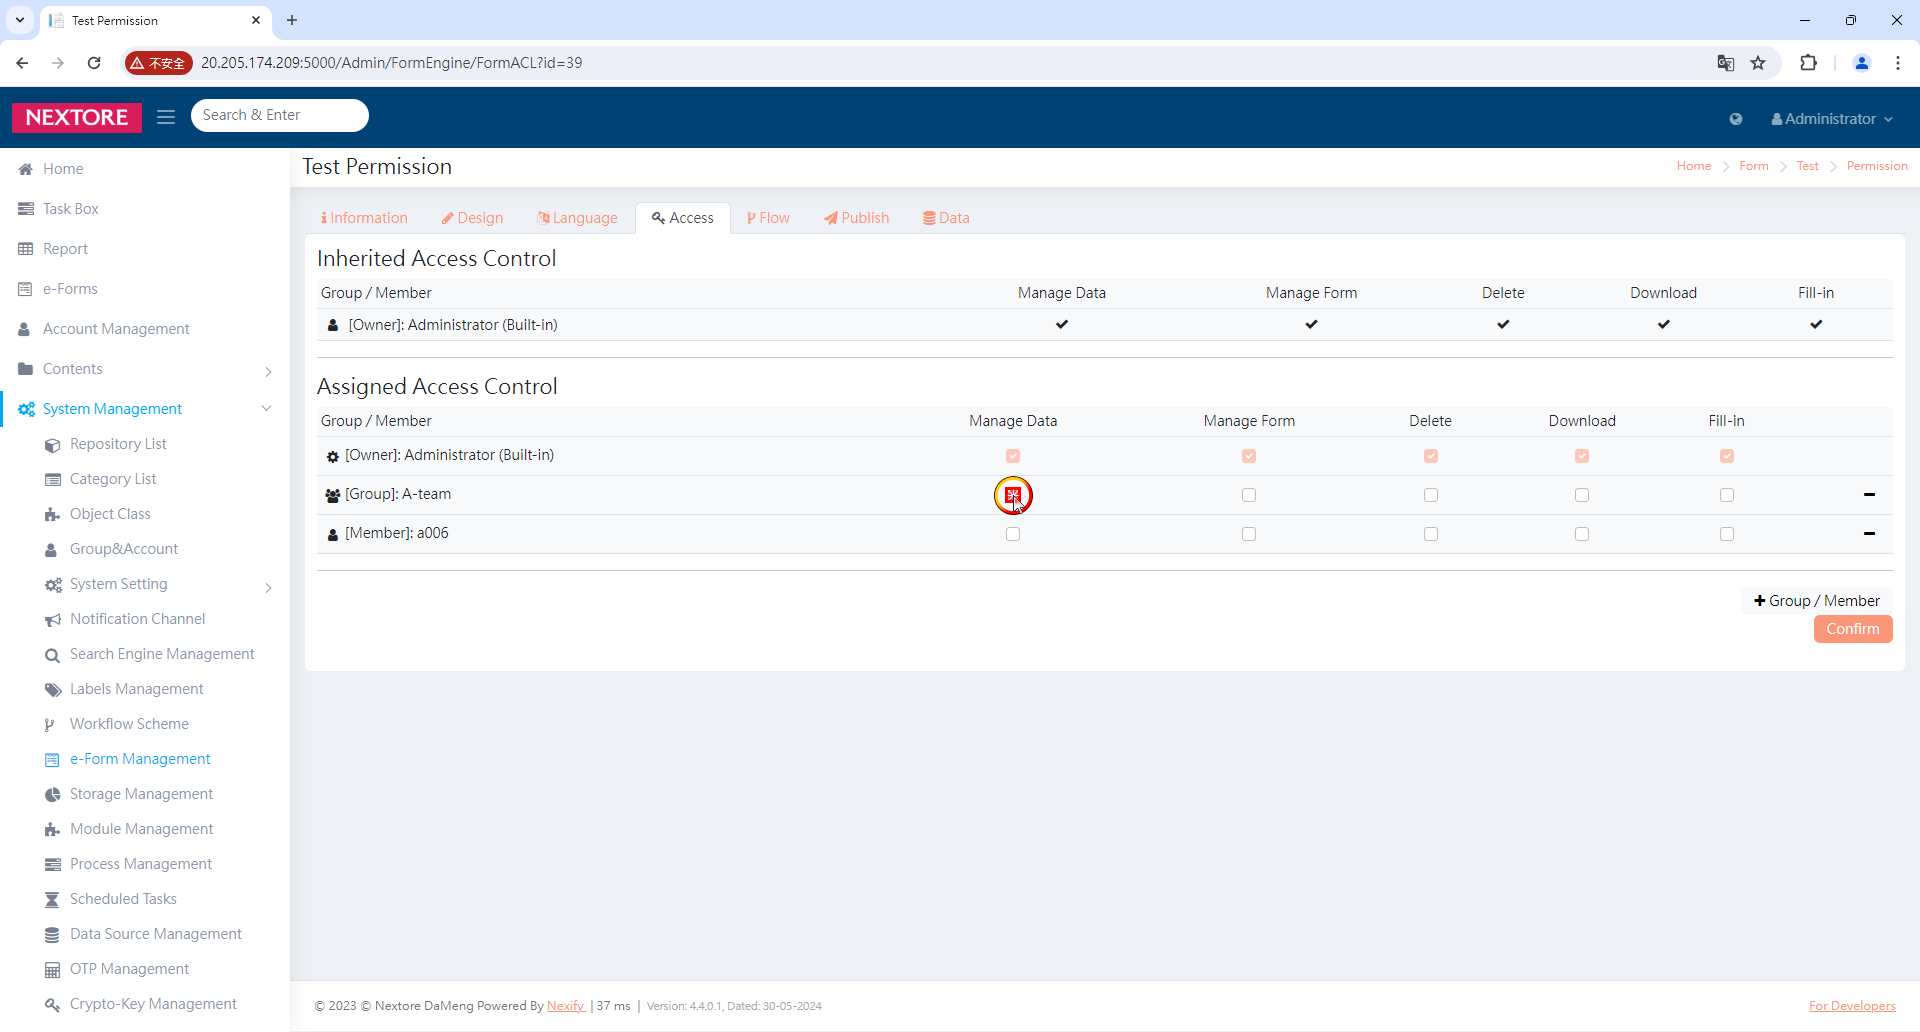 Test Permission
不安全 20.205.174.209:5000/Admin/FormEngine/FormACL?id=39
NEXTORE Search & Enter Administrator
Home
Task Box
Report
e-Forms
Account Management
Contents
System Management
Repository List
Category List
Object Class
Group&Account
System Setting
Notification Channel
Search Engine Management
Labels Management
Workflow Scheme
e-Form Management
Storage Management
Module Management
Process Management
Scheduled Tasks
Data Source Management
OTP Management
Crypto-Key Management
Test Permission
Home Form Test Permission
Information Design Language Access Flow Publish Data
Inherited Access Control
Group / Member Manage Data Manage Form Delete Download Fill-in
[Owner]: Administrator (Built-in)
Assigned Access Control
Group / Member Manage Data Manage Form Delete Download Fill-in
[Owner]: Administrator (Built-in)
[Group]: A-team
[Member]: a006
Group / Member
Confirm
© 2023 © Nextore DaMeng Powered By Nexify | 37 ms | Version: 4.4.0.1, Dated: 30-05-2024 For Developers